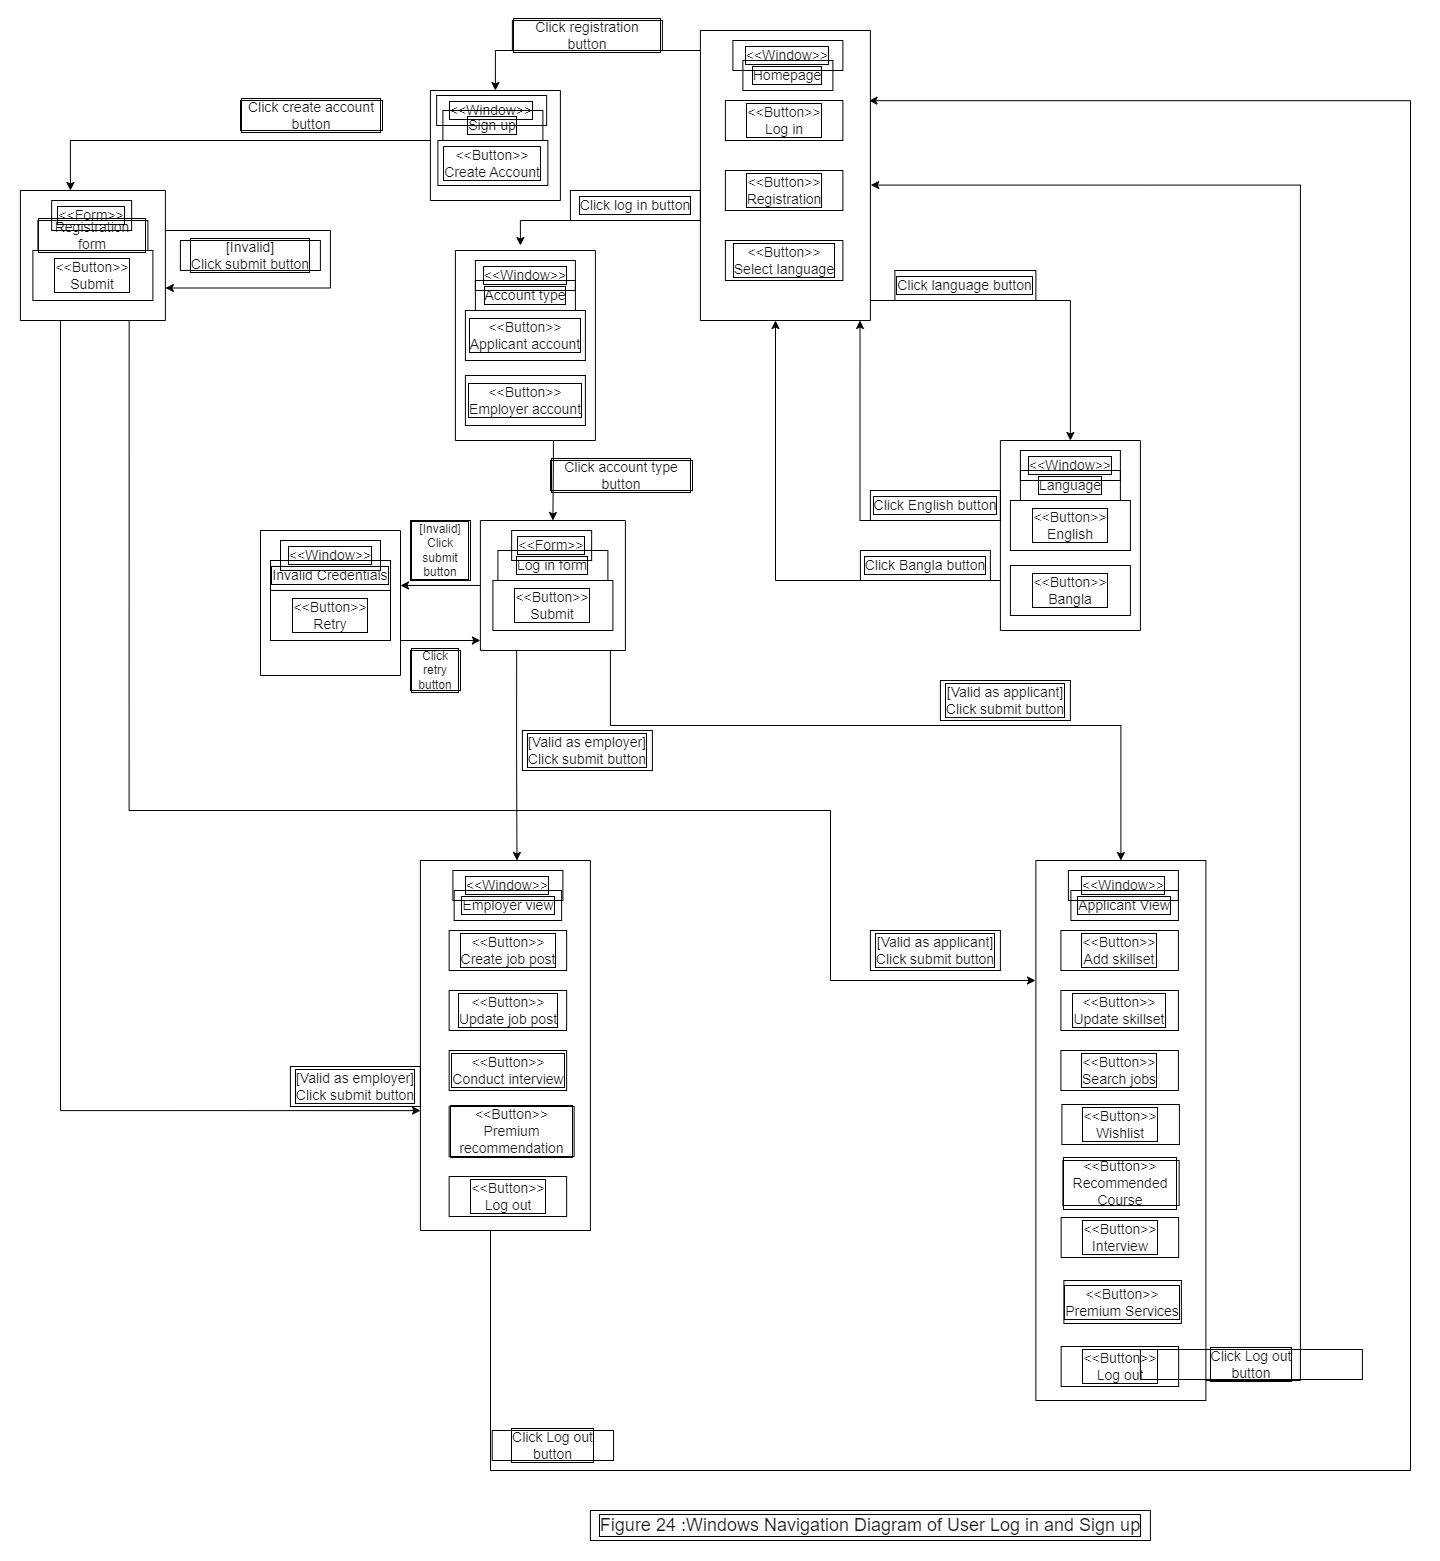 Click registration
button
<<Window>>
Homepage
<<Button>>
Log in
<<Button>>
Registration
<<Button>>
Select language
Click create account
button
<<Window>>
Sign up
<<Button>>
Create Account
Click log in button
<<Form>>
Registration
form
<<Button>>
Submit
[Invalid]
Click submit button
<<Window>>
Account type
<<Button>>
Applicant account
<<Button>>
Employer account
Click language button
Click account type
button
<<Window>>
Language
<<Button>>
English
<<Button>>
Bangla
Click English button
Click Bangla button
<<Window>>
Invalid Credentials
<<Button>>
Retry
[Invalid]
Click
submit
button
<<Form>>
Log in form
<<Button>>
Submit
Click
retry
button
[Valid as applicant]
Click submit button
[Valid as employer]
Click submit button
<<Window>>
Employer view
<<Button>>
Create job post
<<Button>>
Update job post
<<Button>>
Conduct interview
<<Button>>
Premium
recommendation
<<Button>>
Log out
[Valid as employer]
Click submit button
[Valid as applicant]
Click submit button
<<Window>>
Applicant View
<<Button>>
Add skillset
<<Button>>
Update skillset
<<Button>>
Search jobs
<<Button>>
Wishlist
<<Button>>
Recommended
Course
<<Button>>
Interview
<<Button>>
Premium Services
<<Button>>
Log out
Click Log out
button
Click Log out
button
Figure 24 :Windows Navigation Diagram of User Log in and Sign up